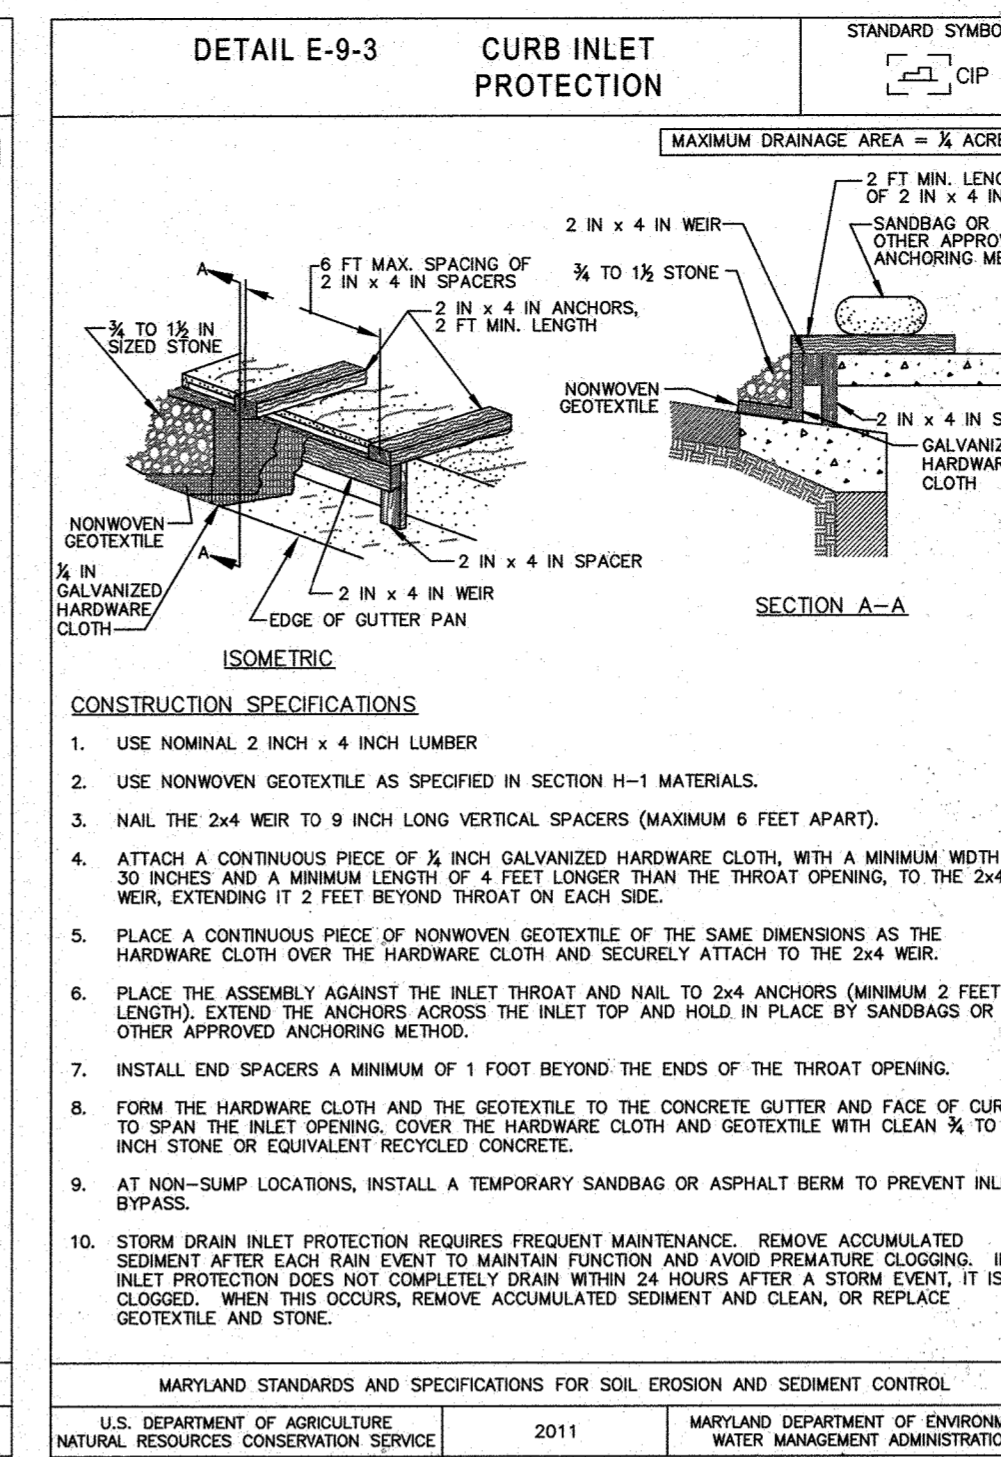 DETAIL E-9-3
CURB INLET
PROTECTION
STANDARD SYMBO
CIP
MAXIMUM DRAINAGE AREA = ¼ ACRE
2 FT MIN. LENG
OF 2 IN x 4 IN
2 IN x 4 IN WEIR
SANDBAG OR
OTHER APPROV
ANCHORING ME
¾ TO 1½ STONE
A
6 FT MAX. SPACING OF
2 IN x 4 IN SPACERS
2 IN x 4 IN ANCHORS,
2 FT MIN. LENGTH
¾ TO 1½ IN
SIZED STONE
NONWOVEN
GEOTEXTILE
2 IN x 4 IN S
GALVANIZ
HARDWAR
CLOTH
NONWOVEN
GEOTEXTILE
A
¼ IN
GALVANIZED
HARDWARE
CLOTH
2 IN x 4 IN SPACER
2 IN x 4 IN WEIR
EDGE OF GUTTER PAN
SECTION A-A
ISOMETRIC
CONSTRUCTION SPECIFICATIONS
1. USE NOMINAL 2 INCH x 4 INCH LUMBER
2. USE NONWOVEN GEOTEXTILE AS SPECIFIED IN SECTION H-1 MATERIALS.
3. NAIL THE 2x4 WEIR TO 9 INCH LONG VERTICAL SPACERS (MAXIMUM 6 FEET APART).
4. ATTACH A CONTINUOUS PIECE OF ¼ INCH GALVANIZED HARDWARE CLOTH, WITH A MINIMUM WIDTH
30 INCHES AND A MINIMUM LENGTH OF 4 FEET LONGER THAN THE THROAT OPENING, TO THE 2x4
WEIR, EXTENDING IT 2 FEET BEYOND THROAT ON EACH SIDE.
5. PLACE A CONTINUOUS PIECE OF NONWOVEN GEOTEXTILE OF THE SAME DIMENSIONS AS THE
HARDWARE CLOTH OVER THE HARDWARE CLOTH AND SECURELY ATTACH TO THE 2x4 WEIR.
6. PLACE THE ASSEMBLY AGAINST THE INLET THROAT AND NAIL TO 2x4 ANCHORS (MINIMUM 2 FEET
LENGTH). EXTEND THE ANCHORS ACROSS THE INLET TOP AND HOLD IN PLACE BY SANDBAGS OR
OTHER APPROVED ANCHORING METHOD.
7. INSTALL END SPACERS A MINIMUM OF 1 FOOT BEYOND THE ENDS OF THE THROAT OPENING.
8. FORM THE HARDWARE CLOTH AND THE GEOTEXTILE TO THE CONCRETE GUTTER AND FACE OF CUR
TO SPAN THE INLET OPENING. COVER THE HARDWARE CLOTH AND GEOTEXTILE WITH CLEAN ¾ TO
INCH STONE OR EQUIVALENT RECYCLED CONCRETE.
9. AT NON-SUMP LOCATIONS, INSTALL A TEMPORARY SANDBAG OR ASPHALT BERM TO PREVENT INL
BYPASS.
10. STORM DRAIN INLET PROTECTION REQUIRES FREQUENT MAINTENANCE. REMOVE ACCUMULATED
SEDIMENT AFTER EACH RAIN EVENT TO MAINTAIN FUNCTION AND AVOID PREMATURE CLOGGING. I
INLET PROTECTION DOES NOT COMPLETELY DRAIN WITHIN 24 HOURS AFTER A STORM EVENT, IT IS
CLOGGED. WHEN THIS OCCURS, REMOVE ACCUMULATED SEDIMENT AND CLEAN, OR REPLACE
GEOTEXTILE AND STONE.
MARYLAND STANDARDS AND SPECIFICATIONS FOR SOIL EROSION AND SEDIMENT CONTROL
U.S. DEPARTMENT OF AGRICULTURE
NATURAL RESOURCES CONSERVATION SERVICE
2011
MARYLAND DEPARTMENT OF ENVIRONM
WATER MANAGEMENT ADMINISTRATIO